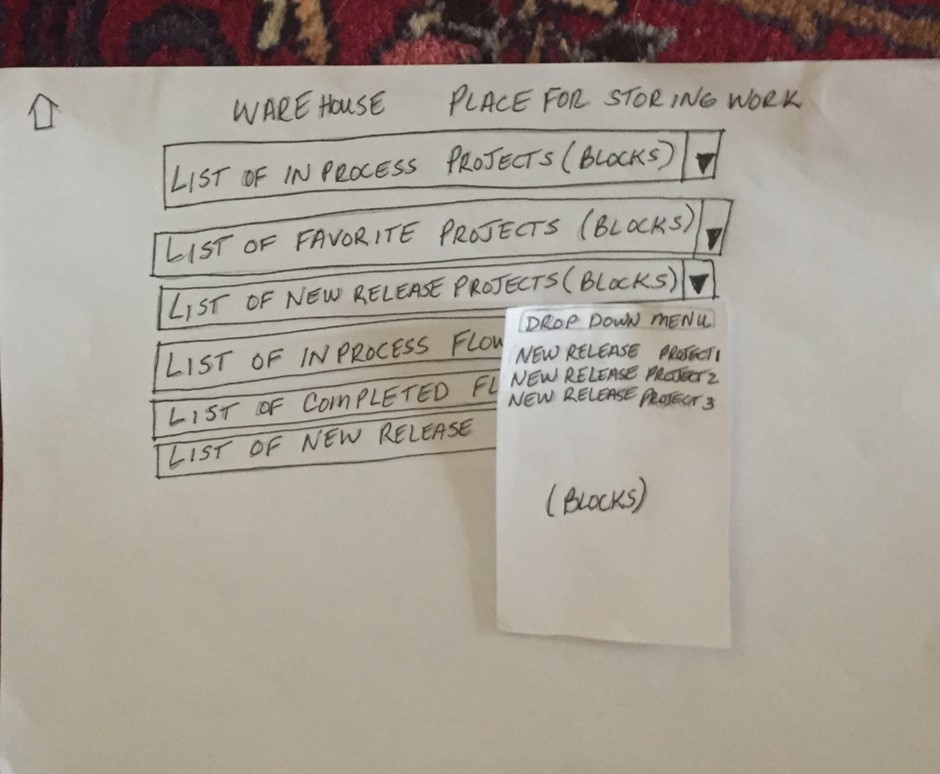 WAREHOUSE PLACE FOR STORING WORK
LIST OF IN PROCESS PROJECTS (BLOCKS)
LIST OF FAVORITE PROJECTS (BLOCKS)
LIST OF NEW RELEASE PROJECTS (BLOCKS)
DROP DOWN MENU
NEW RELEASE PROJECT 1
NEW RELEASE PROJECT 2
NEW RELEASE PROJECT 3
(BLOCKS)
LIST OF IN PROCESS FLOW
LIST OF COMPLETED FL
LIST OF NEW RELEASE